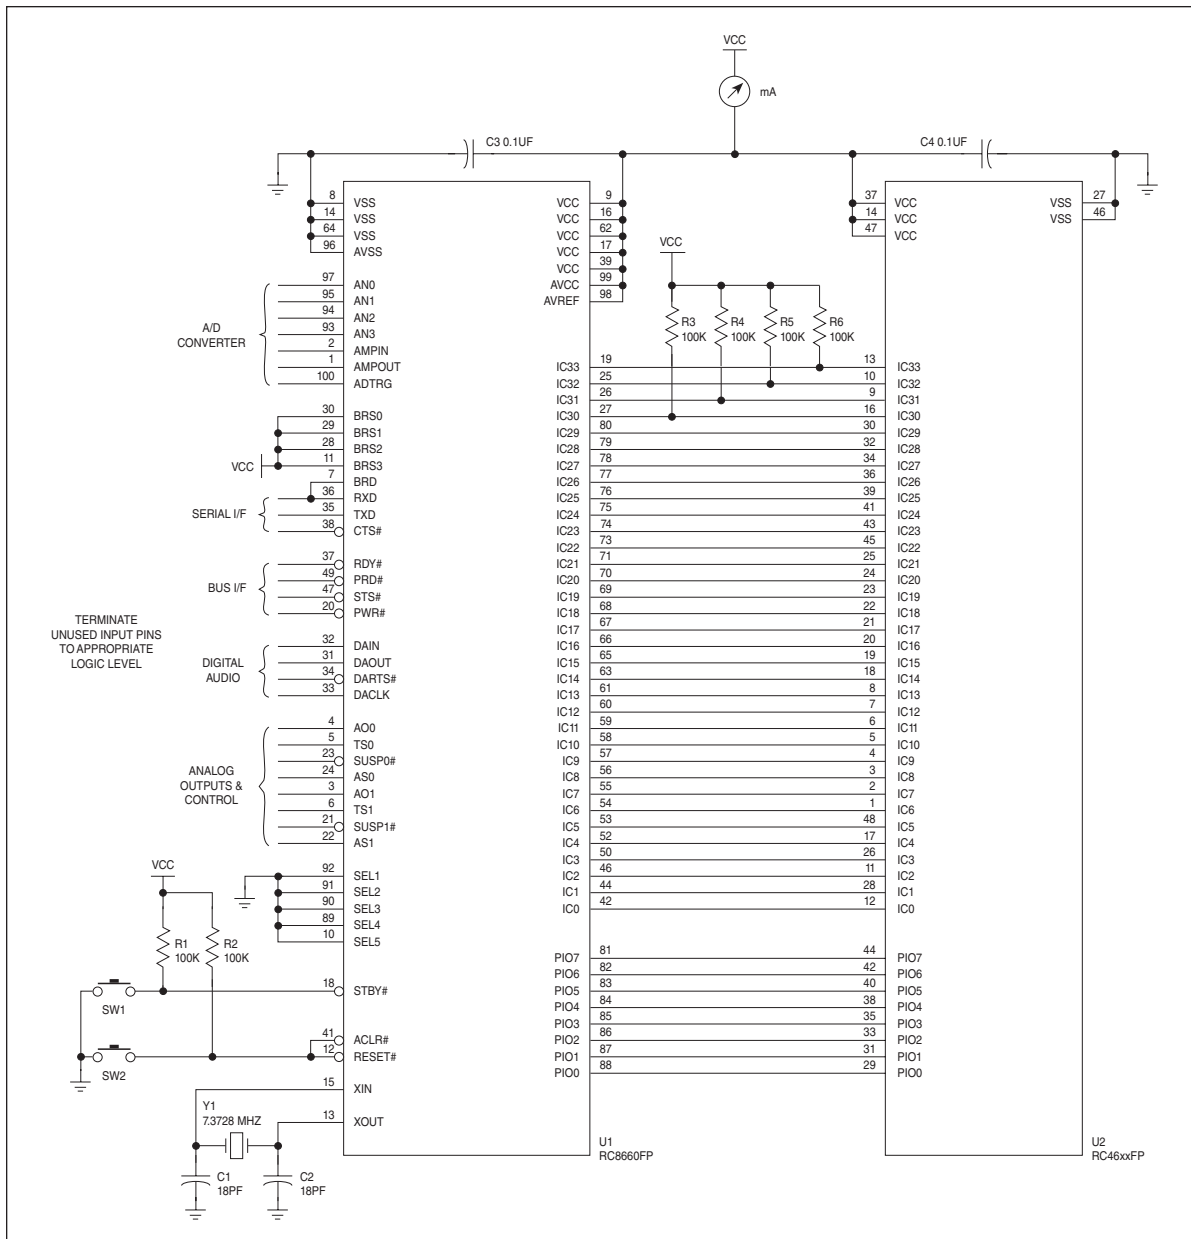 VCC
mA
C3 0.1UF
C4 0.1UF
8 VSS
14 VSS
64 VSS
96 AVSS
VCC 9
VCC 16
VCC 62
VCC 17
VCC 39
AVCC 99
AVREF 98
37 VCC
14 VCC
47 VCC
VSS 27
VSS 46
VCC
R3 100K
R4 100K
R5 100K
R6 100K
A/D
CONVERTER
97 AN0
95 AN1
94 AN2
93 AN3
2 AMPIN
1 AMPOUT
100 ADTRG
30 BRS0
29 BRS1
28 BRS2
11 BRS3
VCC
7 BRD
SERIAL I/F
36 RXD
35 TXD
38 CTS#
BUS I/F
37 RDY#
49 PRD#
47 STS#
20 PWR#
TERMINATE
UNUSED INPUT PINS
TO APPROPRIATE
LOGIC LEVEL
DIGITAL
AUDIO
32 DAIN
31 DAOUT
34 DARTS#
33 DACLK
ANALOG
OUTPUTS &
CONTROL
4 AO0
5 TS0
23 SUSP0#
24 AS0
3 AO1
6 TS1
21 SUSP1#
22 AS1
92 SEL1
91 SEL2
90 SEL3
89 SEL4
10 SEL5
VCC
R1 100K
R2 100K
SW1
18 STBY#
SW2
41 ACLR#
12 RESET#
15 XIN
13 XOUT
Y1
7.3728 MHZ
C1
18PF
C2
18PF
IC33 19 13 IC33
IC32 25 10 IC32
IC31 26 9 IC31
IC30 27 16 IC30
IC29 80 30 IC29
IC28 79 32 IC28
IC27 78 34 IC27
IC26 77 36 IC26
IC25 76 39 IC25
IC24 75 41 IC24
IC23 74 43 IC23
IC22 73 45 IC22
IC21 71 25 IC21
IC20 70 24 IC20
IC19 69 23 IC19
IC18 68 22 IC18
IC17 67 21 IC17
IC16 66 20 IC16
IC15 65 19 IC15
IC14 63 18 IC14
IC13 61 8 IC13
IC12 60 7 IC12
IC11 59 6 IC11
IC10 58 5 IC10
IC9 57 4 IC9
IC8 56 3 IC8
IC7 55 2 IC7
IC6 54 1 IC6
IC5 53 48 IC5
IC4 52 17 IC4
IC3 50 26 IC3
IC2 46 11 IC2
IC1 44 28 IC1
IC0 42 12 IC0
PIO7 81 44 PIO7
PIO6 82 42 PIO6
PIO5 83 40 PIO5
PIO4 84 38 PIO4
PIO3 85 35 PIO3
PIO2 86 33 PIO2
PIO1 87 31 PIO1
PIO0 88 29 PIO0
U1
RC8660FP
U2
RC46xxFP